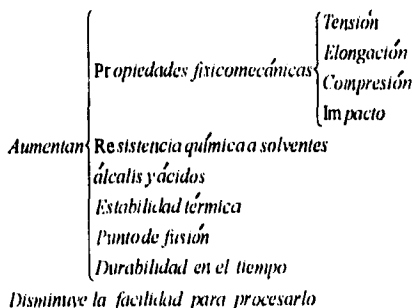 Tensión
Elongación
Propiedades fisicomecánicas
Compresión
Impacto
Aumentan
Resistencia química a solventes
álcalis y ácidos
Estabilidad térmica
Punto de fusión
Durabilidad en el tiempo
Disminuye la facilidad para procesarlo